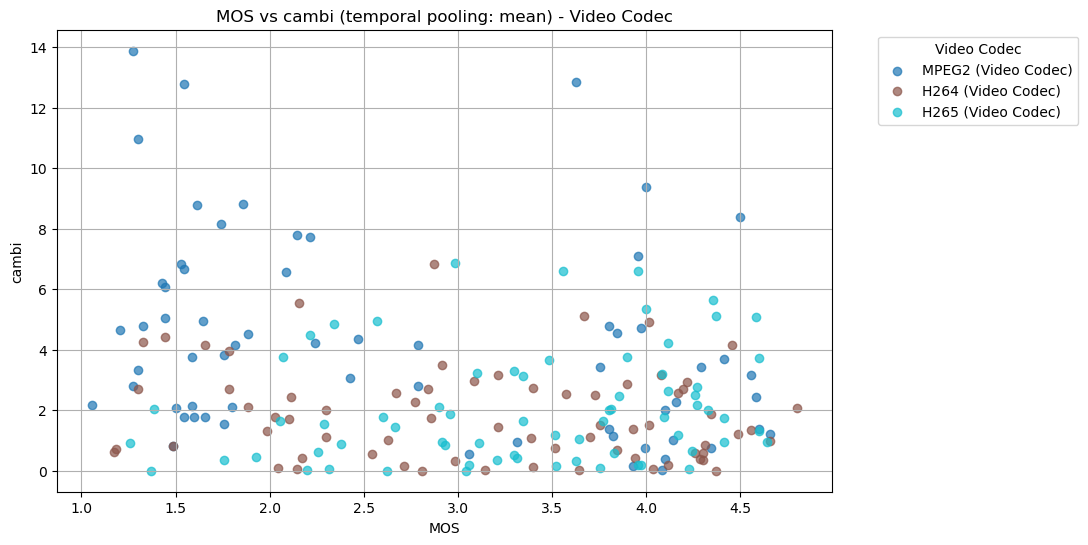 MOS vs cambi (temporal pooling: mean) - Video Codec
Video Codec
MPEG2 (Video Codec)
H264 (Video Codec)
H265 (Video Codec)
14
12
10
8
6
4
2
0
cambi
1.0 1.5 2.0 2.5 3.0 3.5 4.0 4.5
MOS